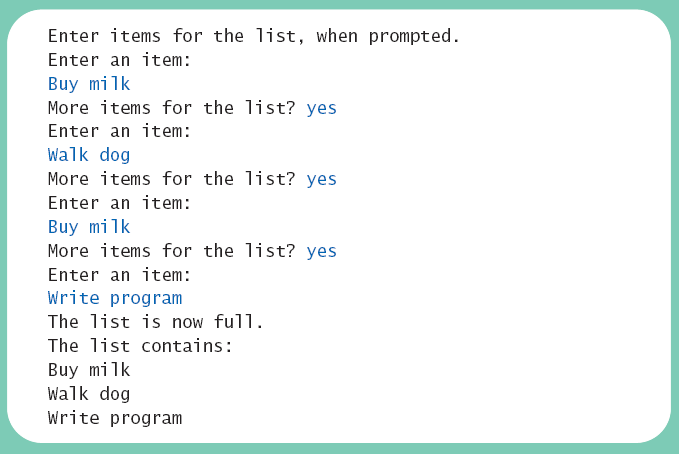 Enter items for the list, when prompted.
Enter an item:
Buy milk
More items for the list? yes
Enter an item:
Walk dog
More items for the list? yes
Enter an item:
Buy milk
More items for the list? yes
Enter an item:
Write program
The list is now full.
The list contains:
Buy milk
Walk dog
Write program